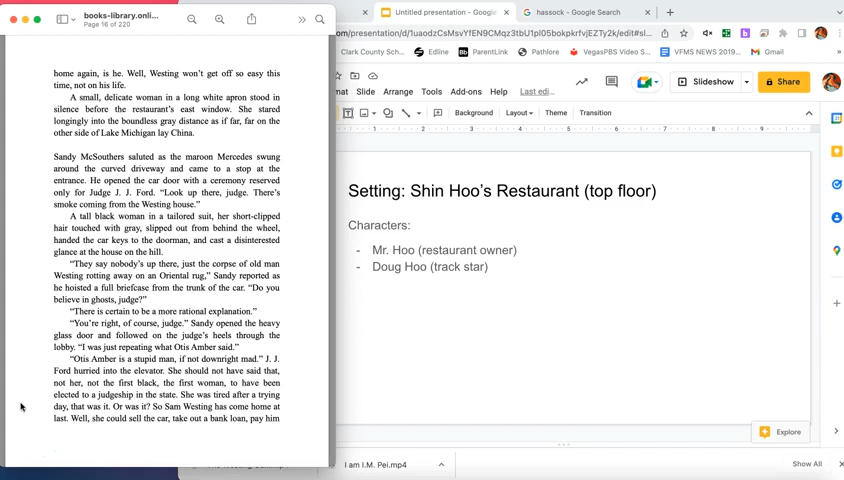 books-library.onli...
Page 16 of 220
Untitled presentation - Google
hassock - Google Search
presentation/d/1uaodzCsMsvYfEN9CMqz3tbU1pl05bokpkrfvjEZTy2k/edit#sl...
Clark County Sch...
Edline
ParentLink
Pathlore
VegasPBS Video S...
VFMS NEWS 2019...
Gmail
mat Slide Arrange Tools Add-ons Help Last edi...
Slideshow
Share
Background Layout Theme Transition
1 2 3 4 5 6 7 8 9
home again, is he. Well, Westing won't get off so easy this
time, not on his life.
A small, delicate woman in a long white apron stood in
silence before the restaurant's east window. She stared
longingly into the boundless gray distance as if far, far on the
other side of Lake Michigan lay China.
Sandy McSouthers saluted as the maroon Mercedes swung
around the curved driveway and came to a stop at the
entrance. He opened the car door with a ceremony reserved
only for Judge J. J. Ford. “Look up there, judge. There's
smoke coming from the Westing house.”
A tall black woman in a tailored suit, her short-clipped
hair touched with gray, slipped out from behind the wheel,
handed the car keys to the doorman, and cast a disinterested
glance at the house on the hill.
“They say nobody's up there, just the corpse of old man
Westing rotting away on an Oriental rug,” Sandy reported as
he hoisted a full briefcase from the trunk of the car. “Do you
believe in ghosts, judge?”
“There is certain to be a more rational explanation.”
“You're right, of course, judge.” Sandy opened the heavy
glass door and followed on the judge's heels through the
lobby. “I was just repeating what Otis Amber said.”
“Otis Amber is a stupid man, if not downright mad.” J. J.
Ford hurried into the elevator. She should not have said that,
not her, not the first black, the first woman, to have been
elected to a judgeship in the state. She was tired after a trying
day, that was it. Or was it? So Sam Westing has come home at
last. Well, she could sell the car, take out a bank loan, pay him
Setting: Shin Hoo's Restaurant (top floor)
Characters:
- Mr. Hoo (restaurant owner)
- Doug Hoo (track star)
Explore
I am I.M. Pei.mp4
Show All